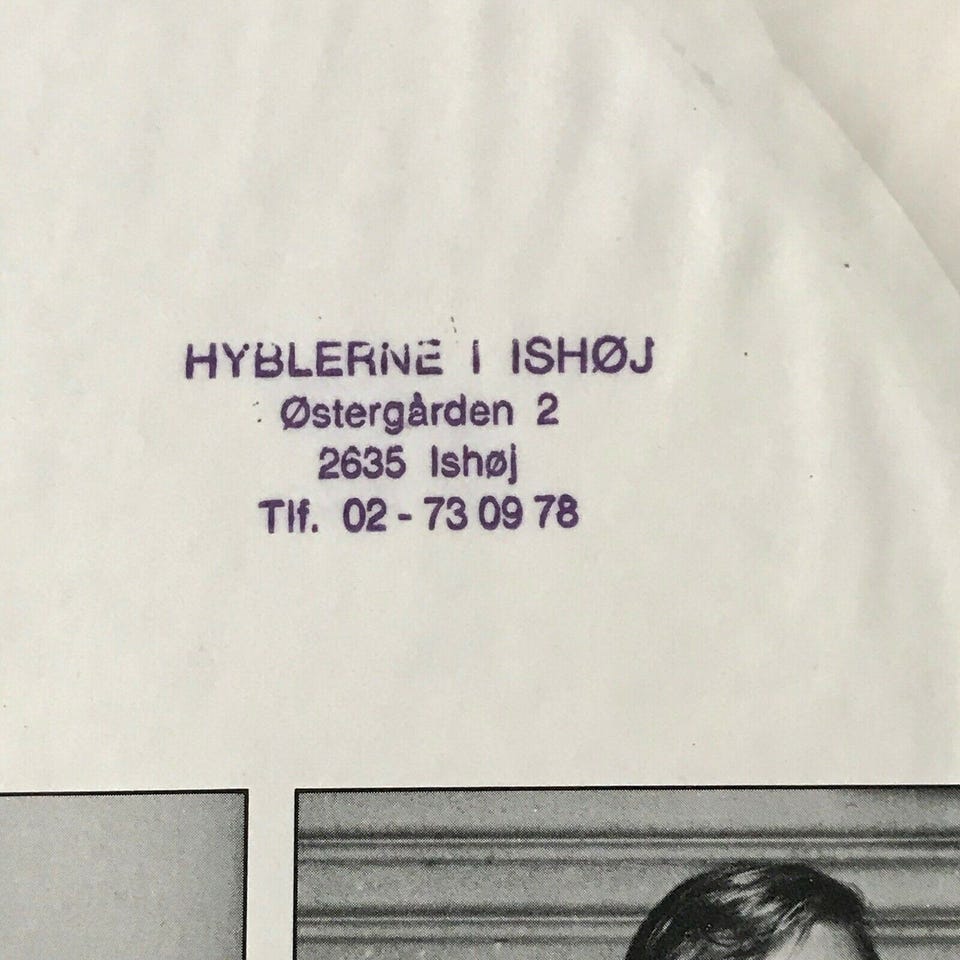 HYBLERNE I ISHØJ
Østergården 2
2635 Ishøj
Tlf. 02 - 73 09 78